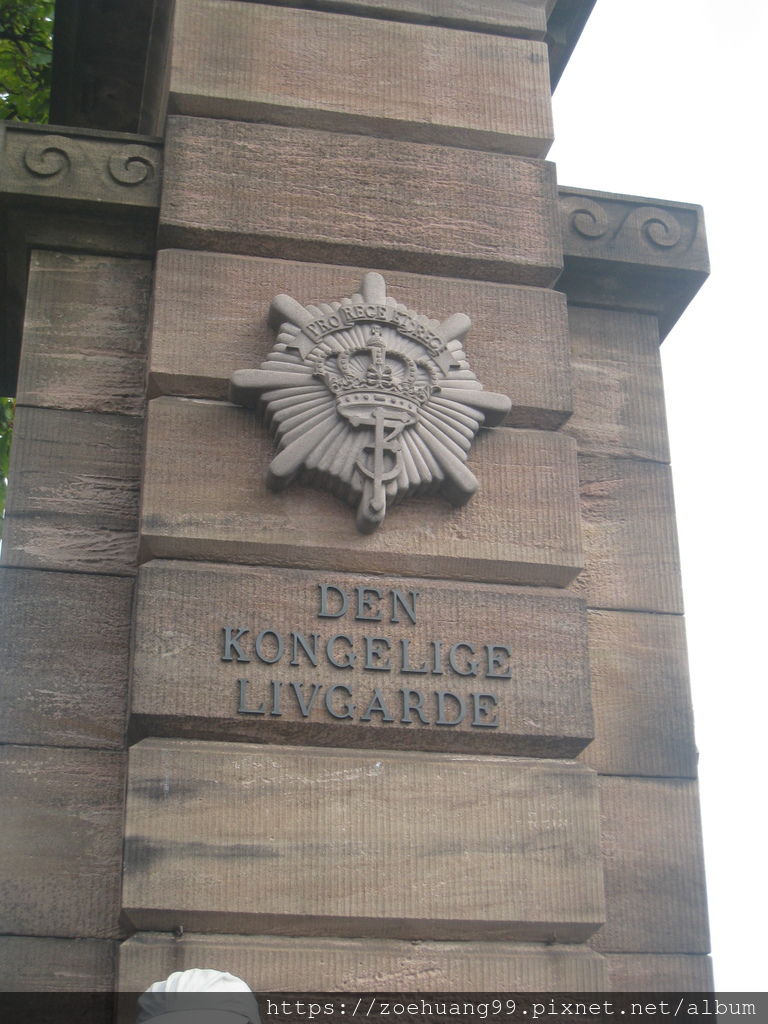 PRO REGE ET GREGE
DEN
KONGELIGE
LIVGARDE
https://zoehuang99.pixnet.net/album